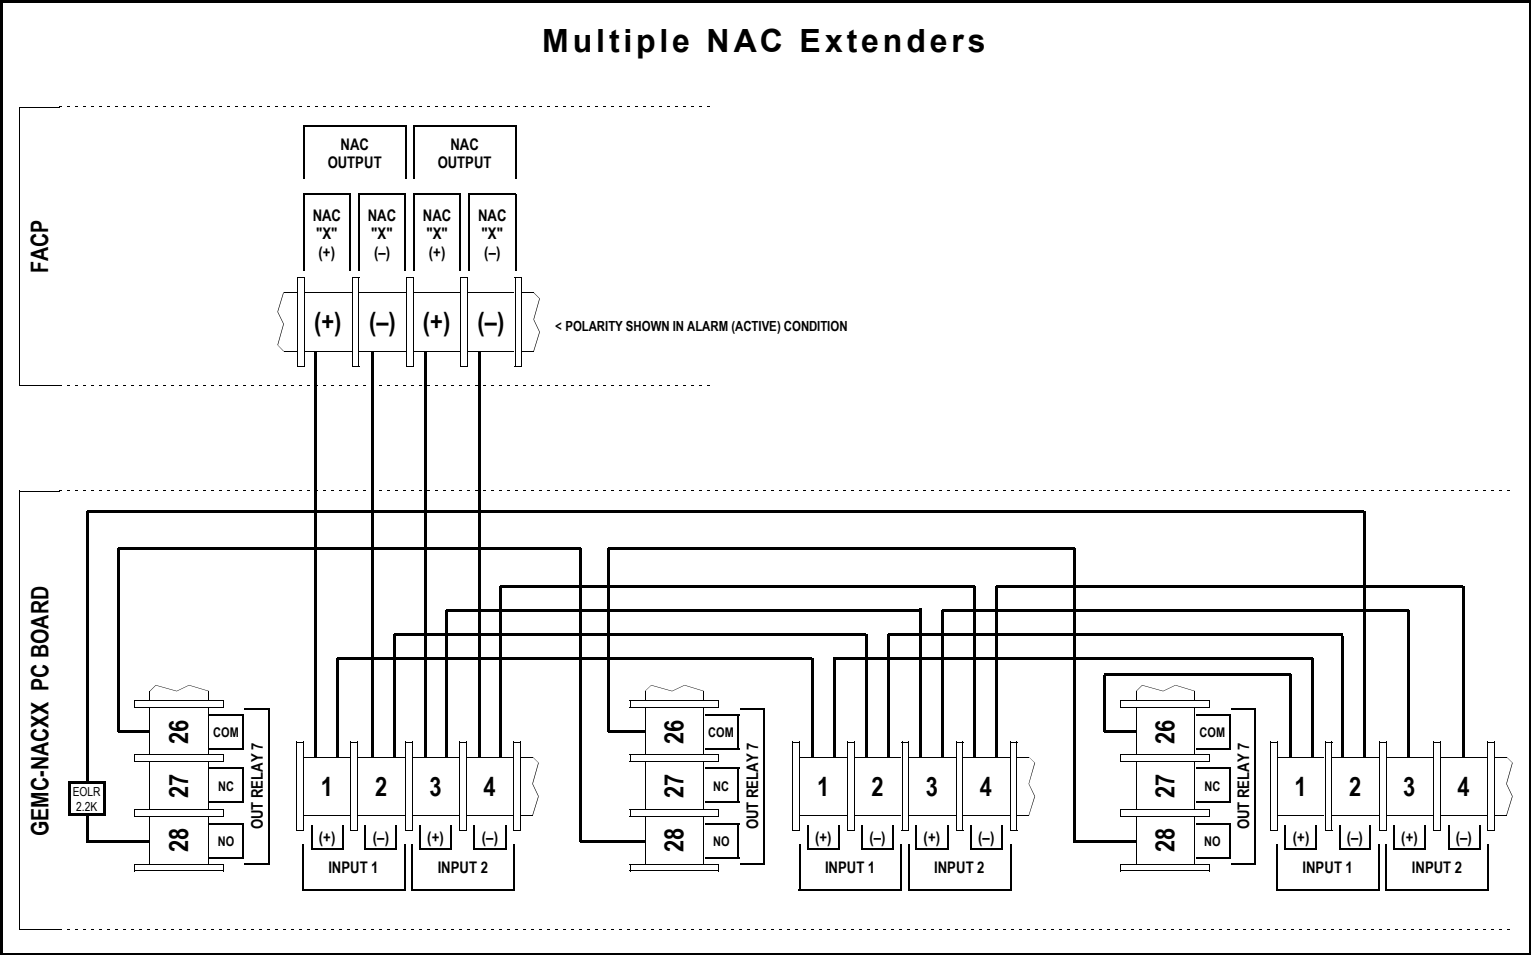 Multiple NAC Extenders
NAC OUTPUT
NAC OUTPUT
NAC "X" (+)
NAC "X" (–)
NAC "X" (+)
NAC "X" (–)
FACP
(+) (–) (+) (–)
< POLARITY SHOWN IN ALARM (ACTIVE) CONDITION
GEMC-NACXX PC BOARD
EOLR 2.2K
26 COM
27 NC
28 NO
OUT RELAY 7
1 2 3 4
(+) (–) (+) (–)
INPUT 1 INPUT 2
26 COM
27 NC
28 NO
OUT RELAY 7
1 2 3 4
(+) (–) (+) (–)
INPUT 1 INPUT 2
26 COM
27 NC
28 NO
OUT RELAY 7
1 2 3 4
(+) (–) (+) (–)
INPUT 1 INPUT 2